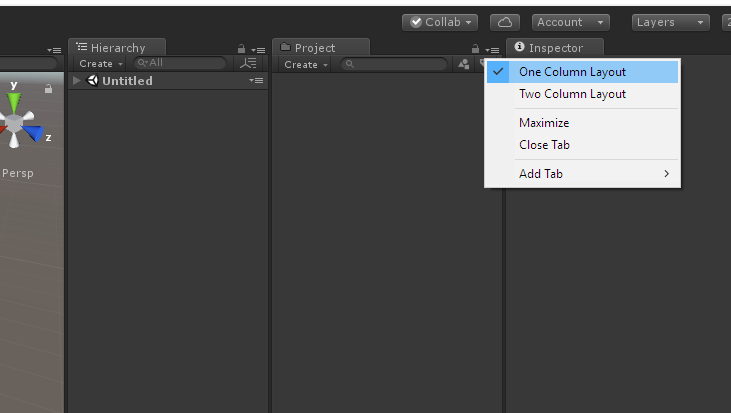 Collab
Account
Layers
2
Hierarchy
Project
Inspector
Create
All
Create
Untitled
y
z
Persp
One Column Layout
Two Column Layout
Maximize
Close Tab
Add Tab